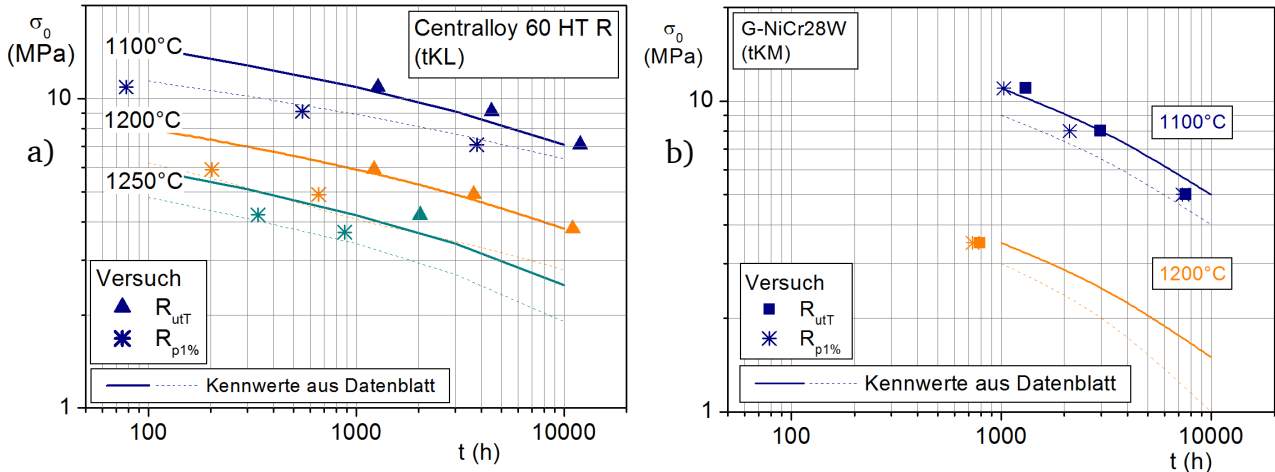 σ₀
(MPa)
10
1
a)
1100°C
1200°C
1250°C
Centralloy 60 HT R
(tKL)
Versuch
RutT
Rp1%
Kennwerte aus Datenblatt
100
1000
10000
t (h)
σ₀
(MPa)
10
1
b)
G-NiCr28W
(tKM)
1100°C
1200°C
Versuch
RutT
Rp1%
Kennwerte aus Datenblatt
100
1000
10000
t (h)